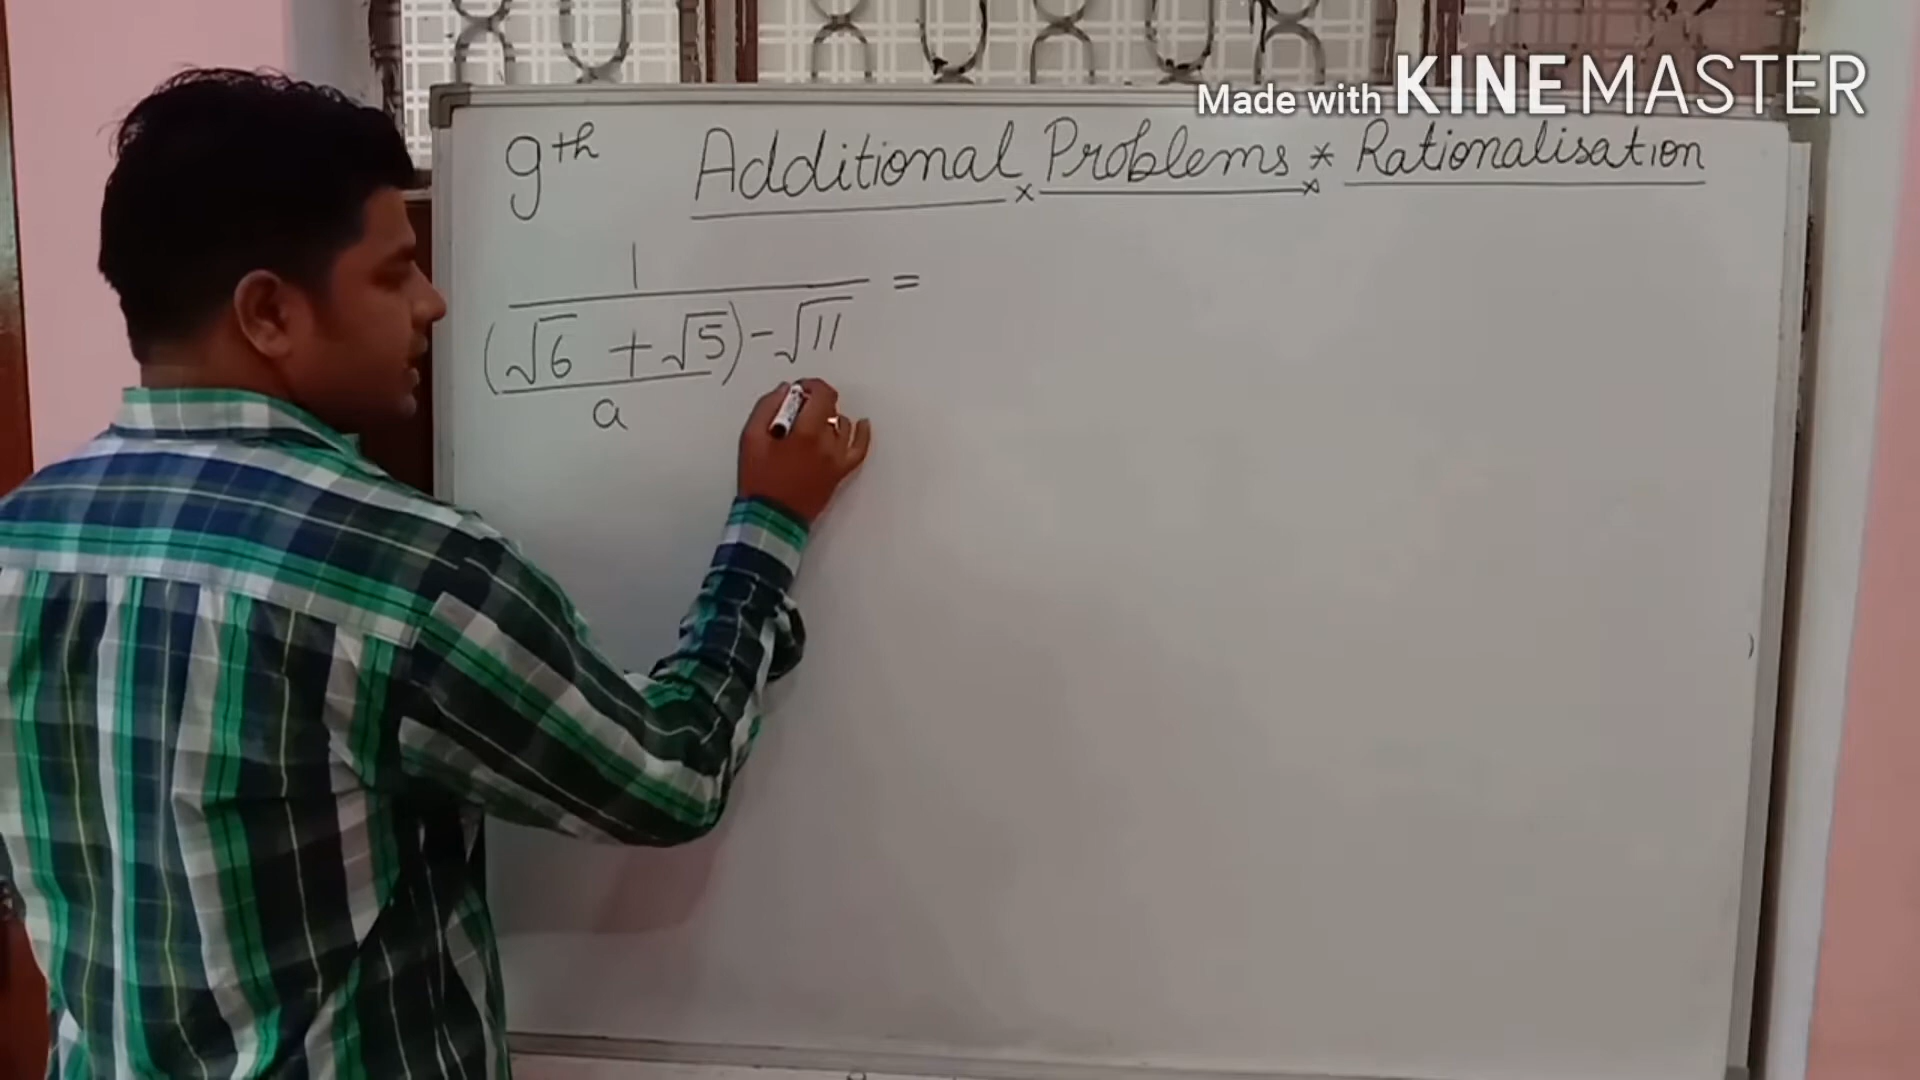 Made with KINEMASTER
9th Additional × Problems × * Rationalisation
1
(√6 + √5) - √11 =
a